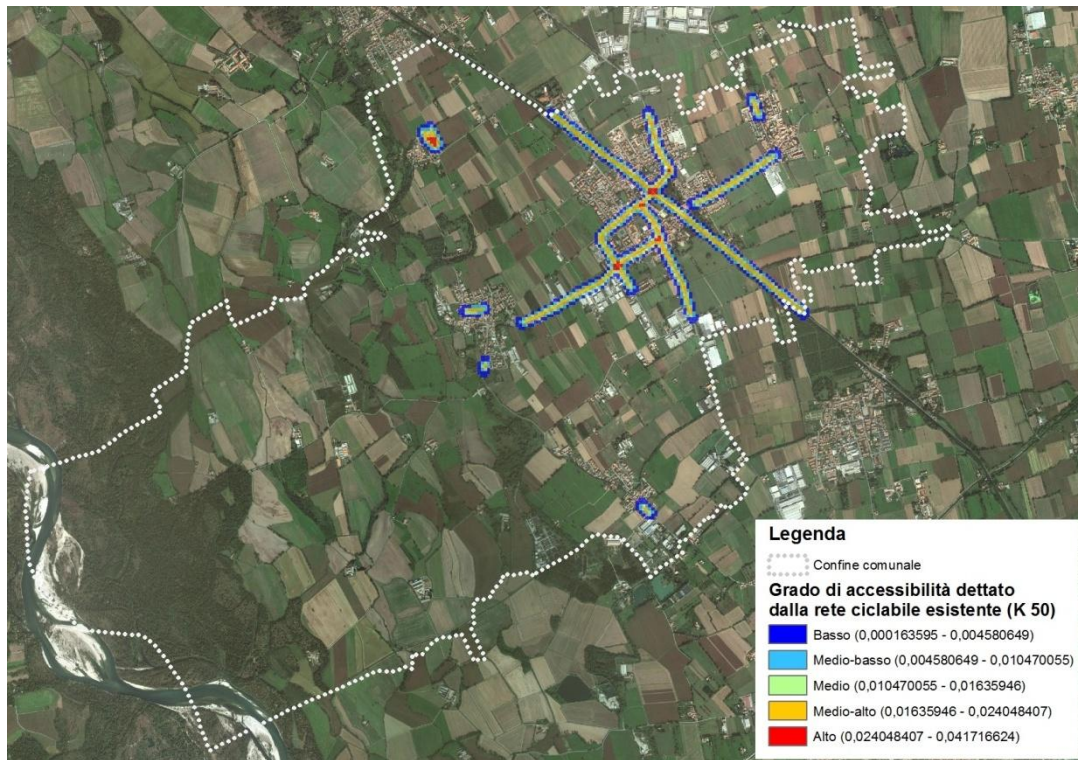 Legenda
Confine comunale
Grado di accessibilità dettato
dalla rete ciclabile esistente (K 50)
Basso (0,000163595 - 0,004580649)
Medio-basso (0,004580649 - 0,010470055)
Medio (0,010470055 - 0,01635946)
Medio-alto (0,01635946 - 0,024048407)
Alto (0,024048407 - 0,041716624)